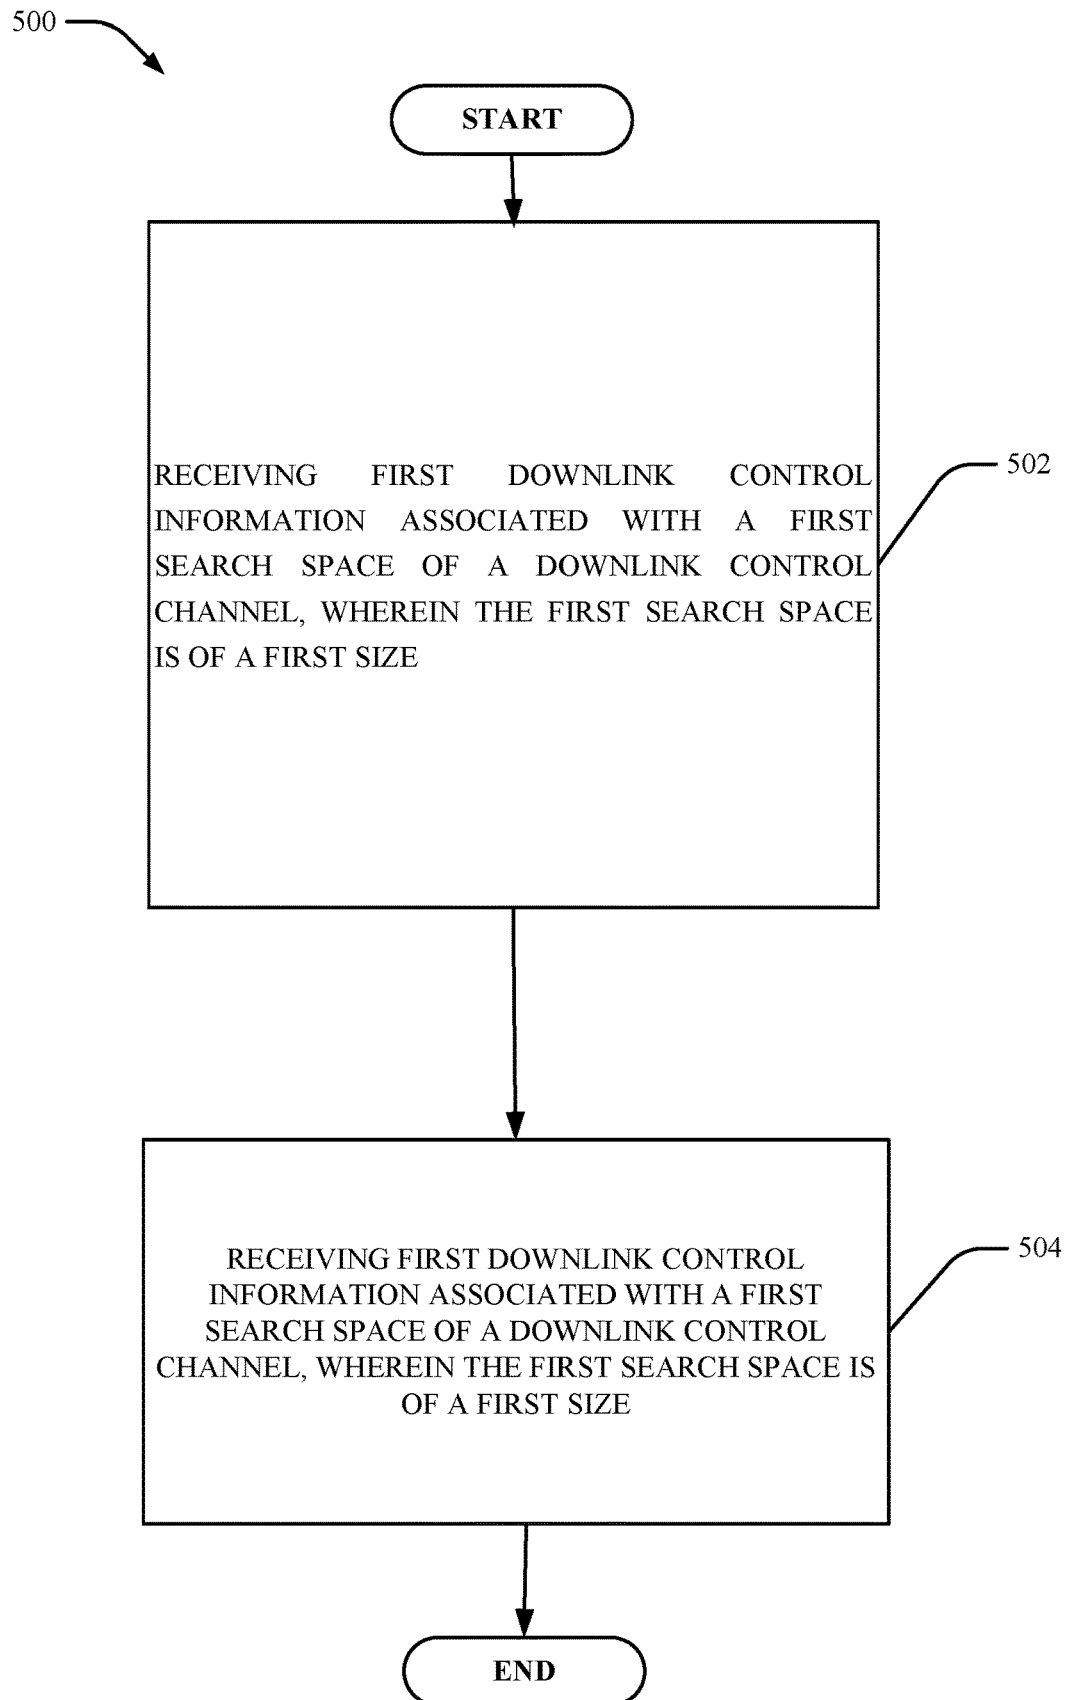 500
START
RECEIVING FIRST DOWNLINK CONTROL
INFORMATION ASSOCIATED WITH A FIRST
SEARCH SPACE OF A DOWNLINK CONTROL
CHANNEL, WHEREIN THE FIRST SEARCH SPACE
IS OF A FIRST SIZE
502
RECEIVING FIRST DOWNLINK CONTROL
INFORMATION ASSOCIATED WITH A FIRST
SEARCH SPACE OF A DOWNLINK CONTROL
CHANNEL, WHEREIN THE FIRST SEARCH SPACE IS
OF A FIRST SIZE
504
END